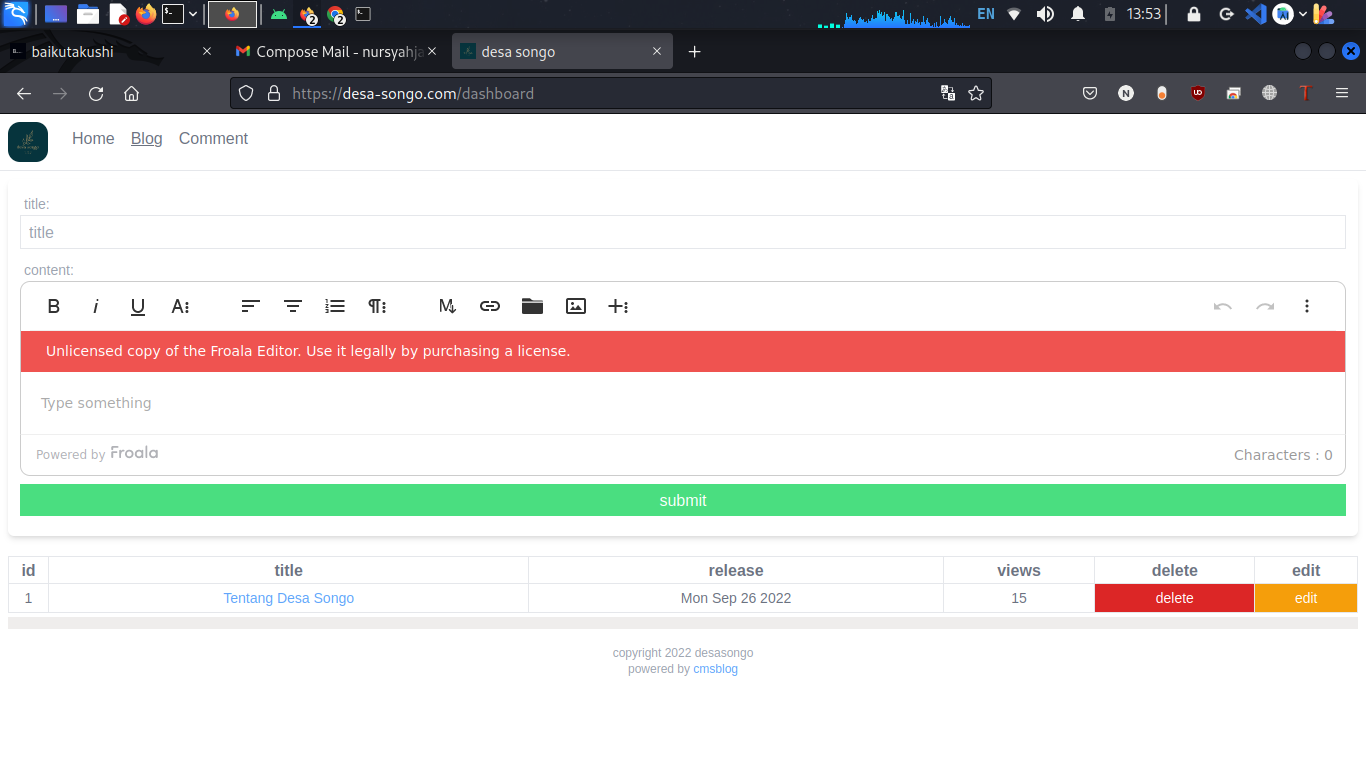 EN 13:53
baikutakushi
Compose Mail - nursyahja
desa songo
https://desa-songo.com/dashboard
Home Blog Comment
title:
title
content:
Unlicensed copy of the Froala Editor. Use it legally by purchasing a license.
Type something
Powered by Froala
Characters : 0
submit
id title release views delete edit
1 Tentang Desa Songo Mon Sep 26 2022 15 delete edit
copyright 2022 desasongo
powered by cmsblog